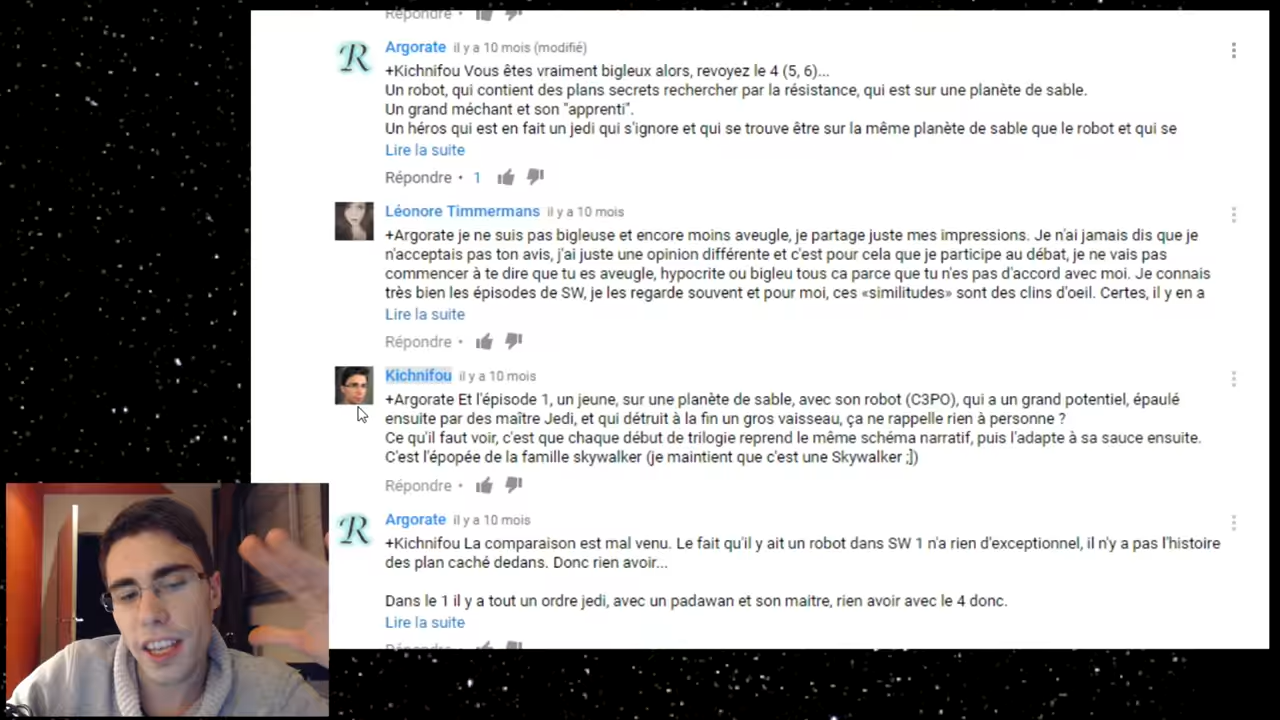 Répondre •
Argorate il y a 10 mois (modifié)
+Kichnifou Vous êtes vraiment bigleux alors, revoyez le 4 (5, 6)...
Un robot, qui contient des plans secrets rechercher par la résistance, qui est sur une planète de sable.
Un grand méchant et son "apprenti".
Un héros qui est en fait un jedi qui s'ignore et qui se trouve être sur la même planète de sable que le robot et qui se
Lire la suite
Répondre • 1
Léonore Timmermans il y a 10 mois
+Argorate je ne suis pas bigleuse et encore moins aveugle, je partage juste mes impressions. Je n'ai jamais dis que je
n'acceptais pas ton avis, j'ai juste une opinion différente et c'est pour cela que je participe au débat, je ne vais pas
commencer à te dire que tu es aveugle, hypocrite ou bigleu tous ca parce que tu n'es pas d'accord avec moi. Je connais
très bien les épisodes de SW, je les regarde souvent et pour moi, ces «similitudes» sont des clins d'oeil. Certes, il y en a
Lire la suite
Répondre •
Kichnifou il y a 10 mois
+Argorate Et l'épisode 1, un jeune, sur une planète de sable, avec son robot (C3PO), qui a un grand potentiel, épaulé
ensuite par des maître Jedi, et qui détruit à la fin un gros vaisseau, ça ne rappelle rien à personne ?
Ce qu'il faut voir, c'est que chaque début de trilogie reprend le même schéma narratif, puis l'adapte à sa sauce ensuite.
C'est l'épopée de la famille skywalker (je maintient que c'est une Skywalker ;])
Répondre •
R Argorate il y a 10 mois
+Kichnifou La comparaison est mal venu. Le fait qu'il y ait un robot dans SW 1 n'a rien d'exceptionnel, il n'y a pas l'histoire
des plan caché dedans. Donc rien avoir...
Dans le 1 il y a tout un ordre jedi, avec un padawan et son maitre, rien avoir avec le 4 donc.
Lire la suite
Répondre •